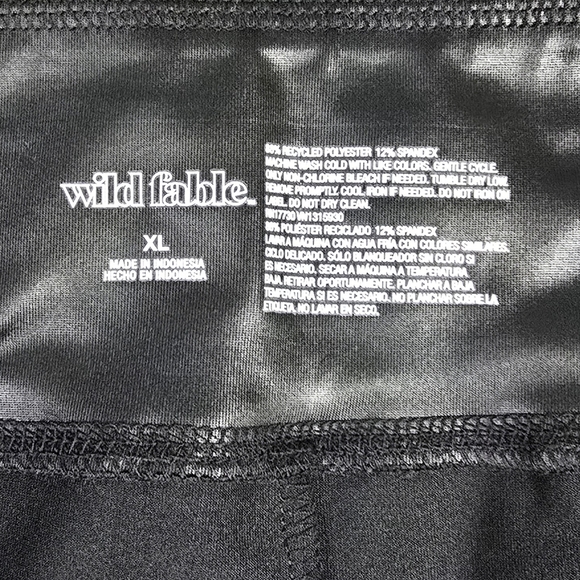 wild fable™
XL
MADE IN INDONESIA
HECHO EN INDONESIA
88% RECYCLED POLYESTER 12% SPANDEX
MACHINE WASH COLD WITH LIKE COLORS. GENTLE CYCLE.
ONLY NON-CHLORINE BLEACH IF NEEDED. TUMBLE DRY LOW.
REMOVE PROMPTLY. COOL IRON IF NEEDED. DO NOT IRON ON
LABEL. DO NOT DRY CLEAN.
RN17730 VN1315930
88% POLIÉSTER RECICLADO 12% SPANDEX
LAVAR A MÁQUINA CON AGUA FRÍA CON COLORES SIMILARES.
CICLO DELICADO. SÓLO BLANQUEADOR SIN CLORO SI
ES NECESARIO. SECAR A MÁQUINA A TEMPERATURA
BAJA. RETIRAR OPORTUNAMENTE. PLANCHAR A BAJA
TEMPERATURA SI ES NECESARIO. NO PLANCHAR SOBRE LA
ETIQUETA. NO LAVAR EN SECO.